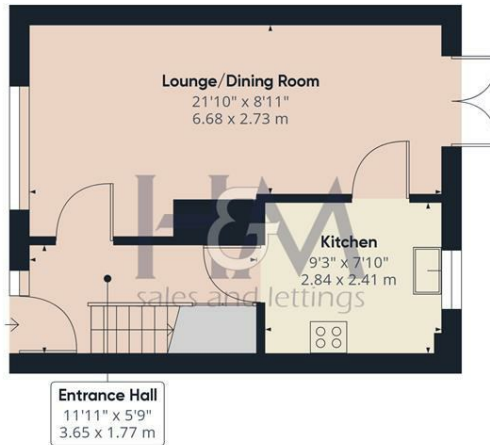 Lounge/Dining Room
21'10" x 8'11"
6.68 x 2.73 m
H&M
sales and lettings
Kitchen
9'3" x 7'10"
2.84 x 2.41 m
Entrance Hall
11'11" x 5'9"
3.65 x 1.77 m